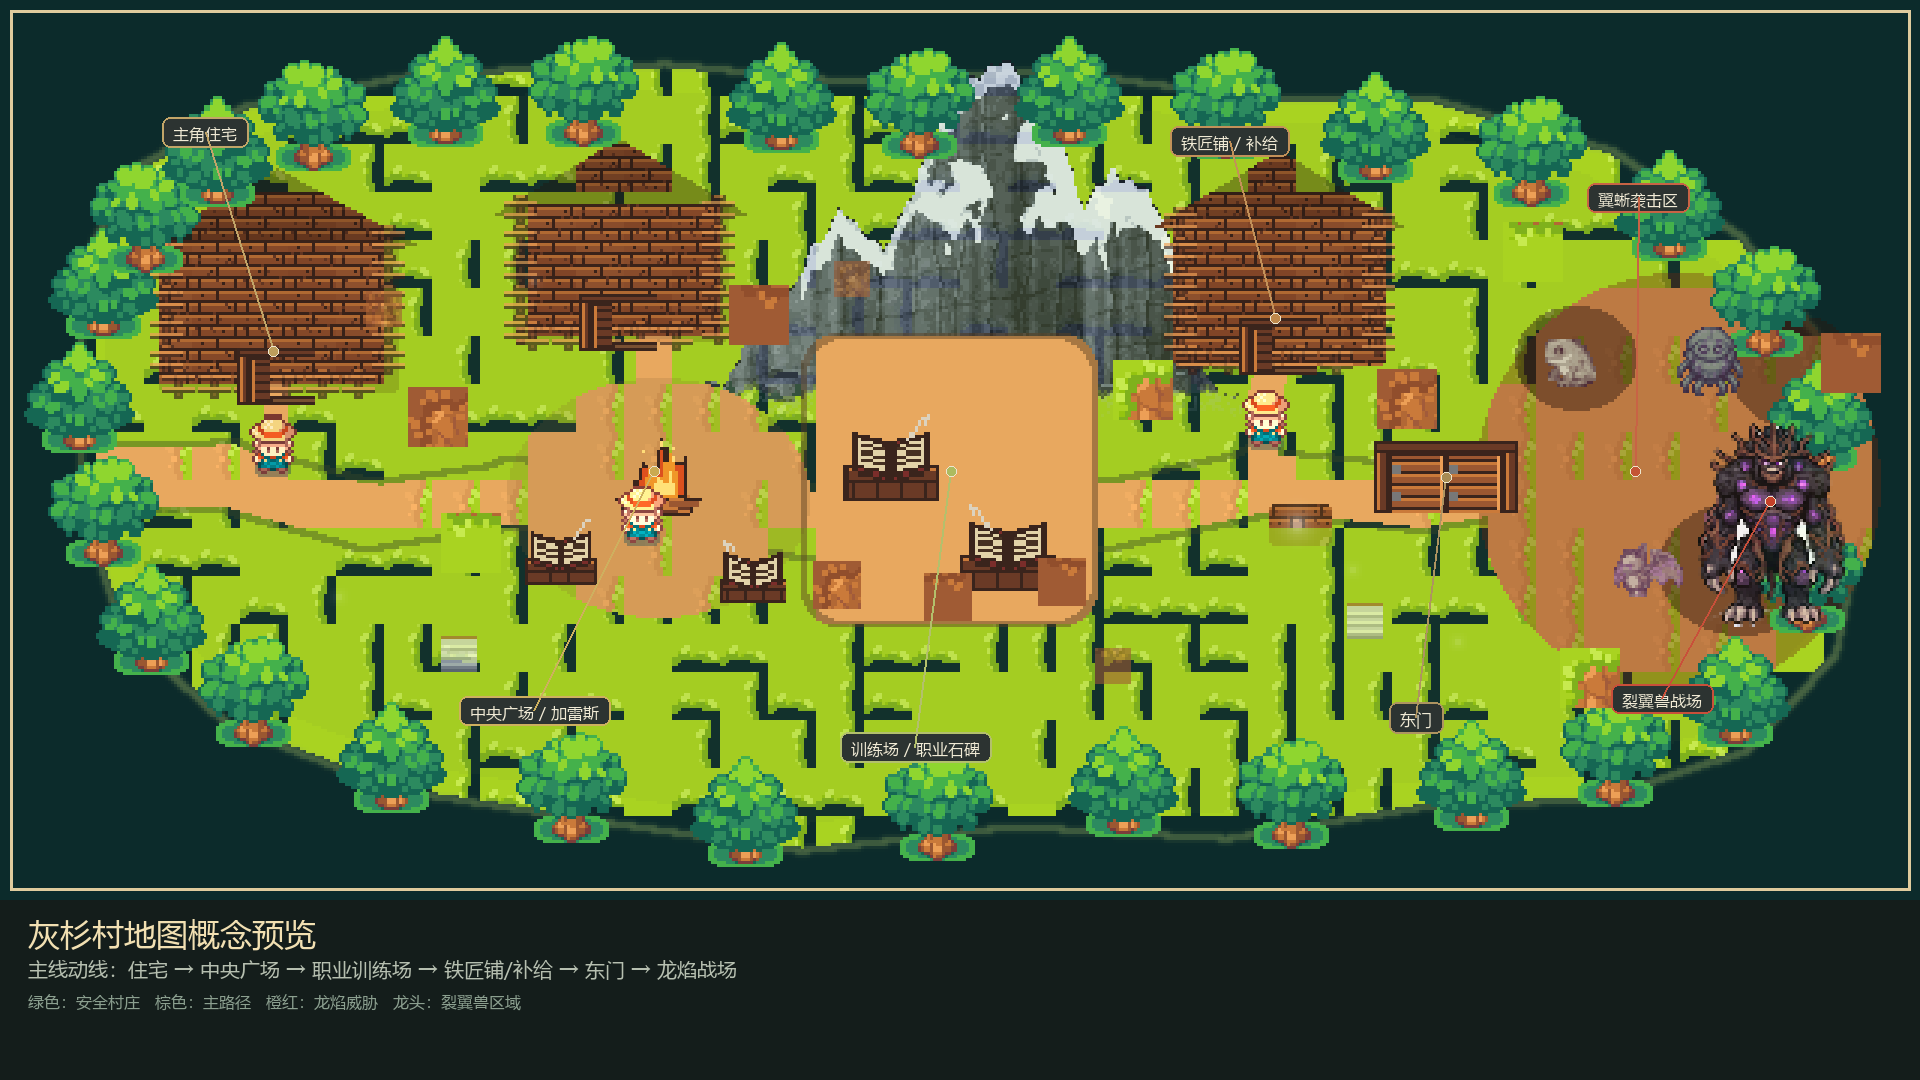 主角住宅
铁匠铺 / 补给
翼蜥袭击区
中央广场 / 加雷斯
训练场 / 职业石碑
东门
裂翼兽战场
灰杉村地图概念预览
主线动线：住宅 → 中央广场 → 职业训练场 → 铁匠铺/补给 → 东门 → 龙焰战场
绿色：安全村庄 棕色：主路径 橙红：龙焰威胁 龙头：裂翼兽区域